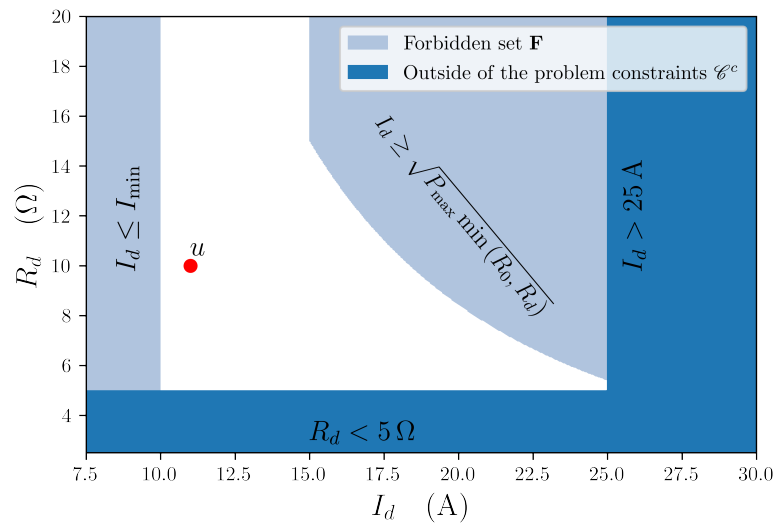 20
18
16
14
12
10
8
6
4
R_d (Ω)
Forbidden set F
Outside of the problem constraints 𝒞^c
I_d ≤ I_min
u
I_d ≥ √(P_max min (R_0, R_d))
I_d > 25 A
R_d < 5 Ω
7.5 10.0 12.5 15.0 17.5 20.0 22.5 25.0 27.5 30.0
I_d (A)